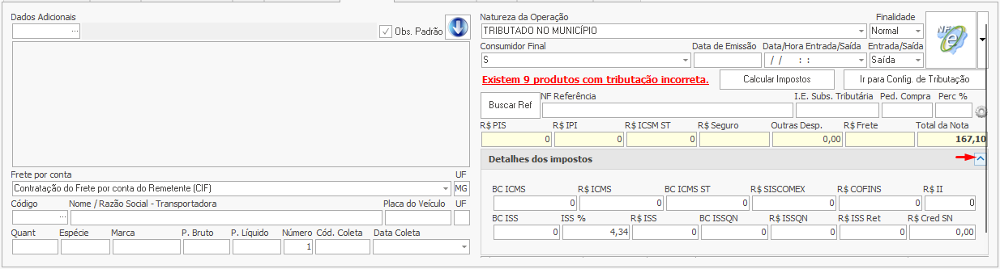 Dados Adicionais
... Obs. Padrão
Frete por conta UF
Contratação do Frete por conta do Remetente (CIF) MG
Código Nome / Razão Social - Transportadora Placa do Veículo UF
...
Quant Espécie Marca P. Bruto P. Líquido Número Cód. Coleta Data Coleta
1
Natureza da Operação Finalidade
TRIBUTADO NO MUNICÍPIO Normal
NF e
Consumidor Final Data de Emissão Data/Hora Entrada/Saída Entrada/Saída
S / / : : Saída
Existem 9 produtos com tributação incorreta. Calcular Impostos Ir para Config. de Tributação
Buscar Ref NF Referência I.E. Subs. Tributária Ped. Compra Perc %
R$ PIS R$ IPI R$ ICSM ST R$ Seguro Outras Desp. R$ Frete Total da Nota
0 0 0 0,00 167,10
Detalhes dos impostos
BC ICMS R$ ICMS BC ICMS ST R$ SISCOMEX R$ COFINS R$ II
0 0 0 0 0 0
BC ISS ISS % R$ ISS BC ISSQN R$ ISSQN R$ ISS Ret R$ Cred SN
0 4,34 0 0 0 0 0,00